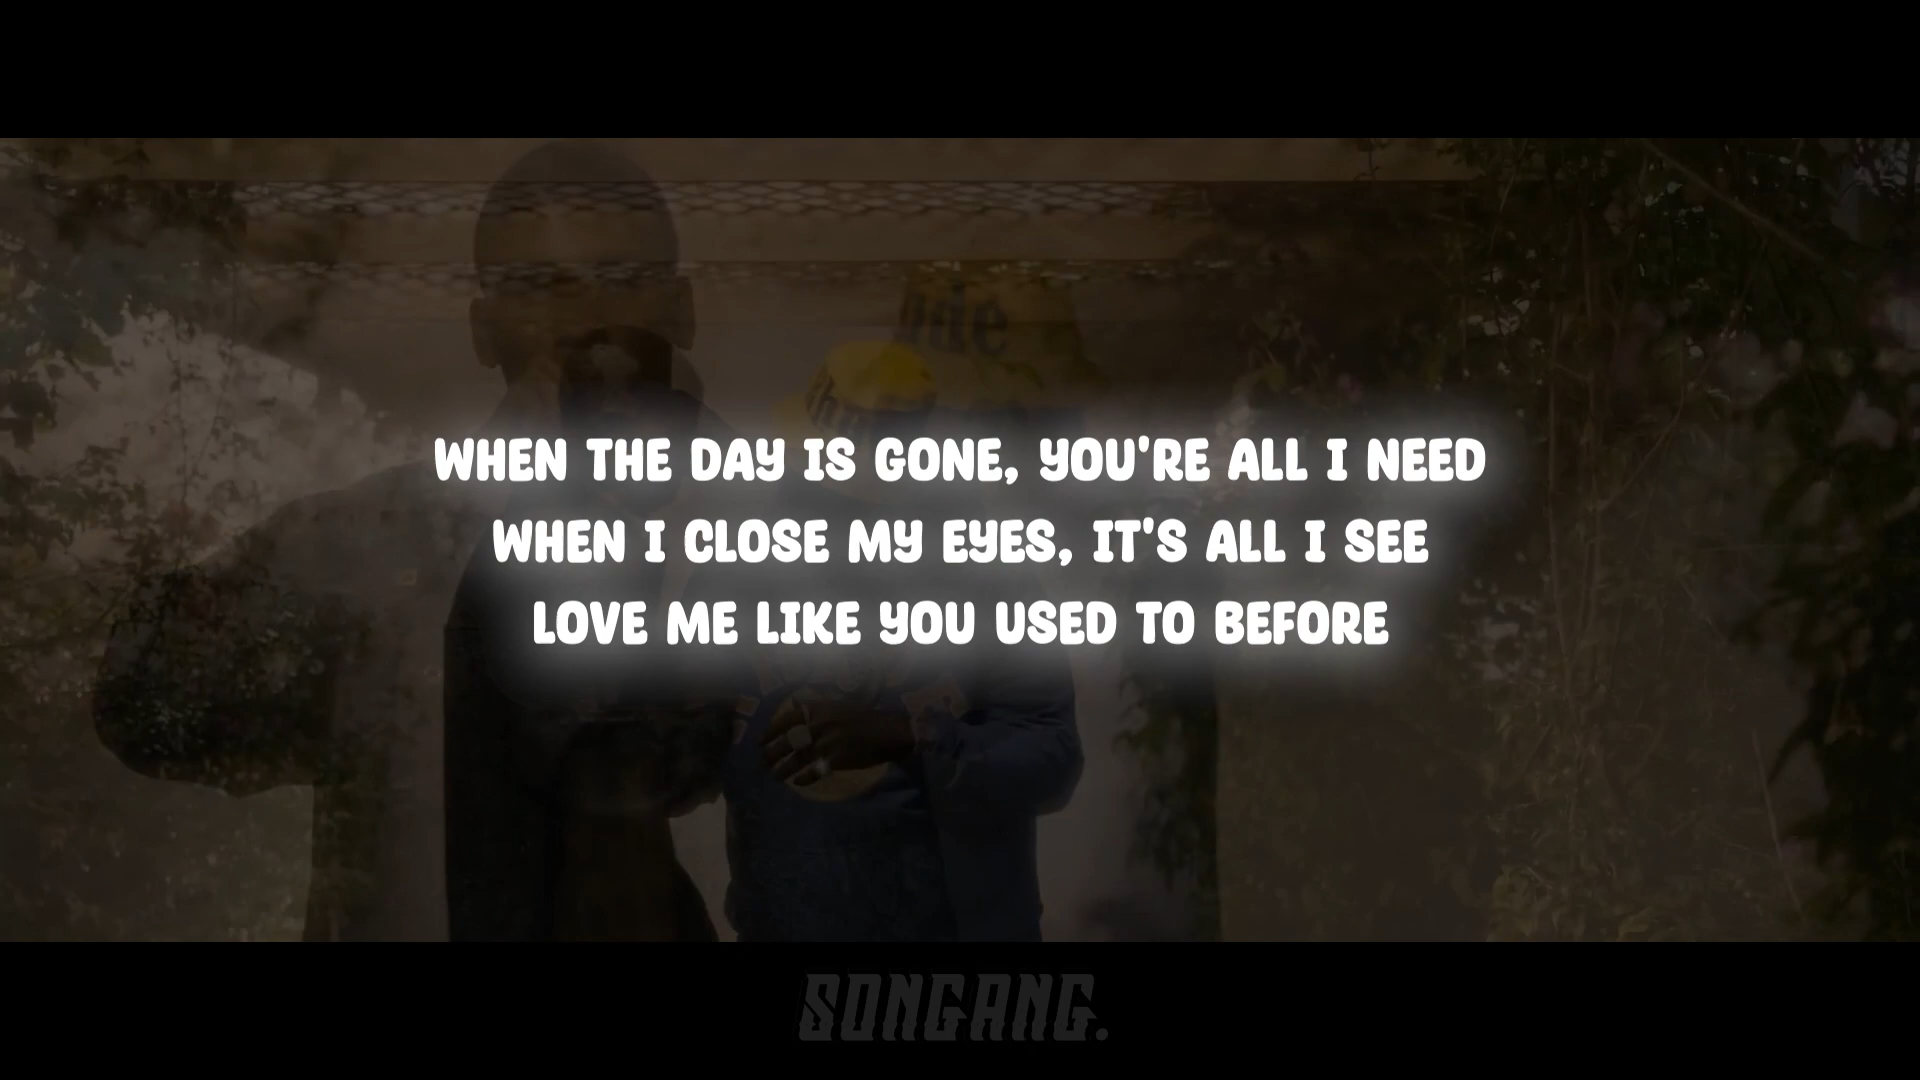 WHEN THE DAY IS GONE, YOU'RE ALL I NEED
WHEN I CLOSE MY EYES, IT'S ALL I SEE
LOVE ME LIKE YOU USED TO BEFORE
SONGANG.